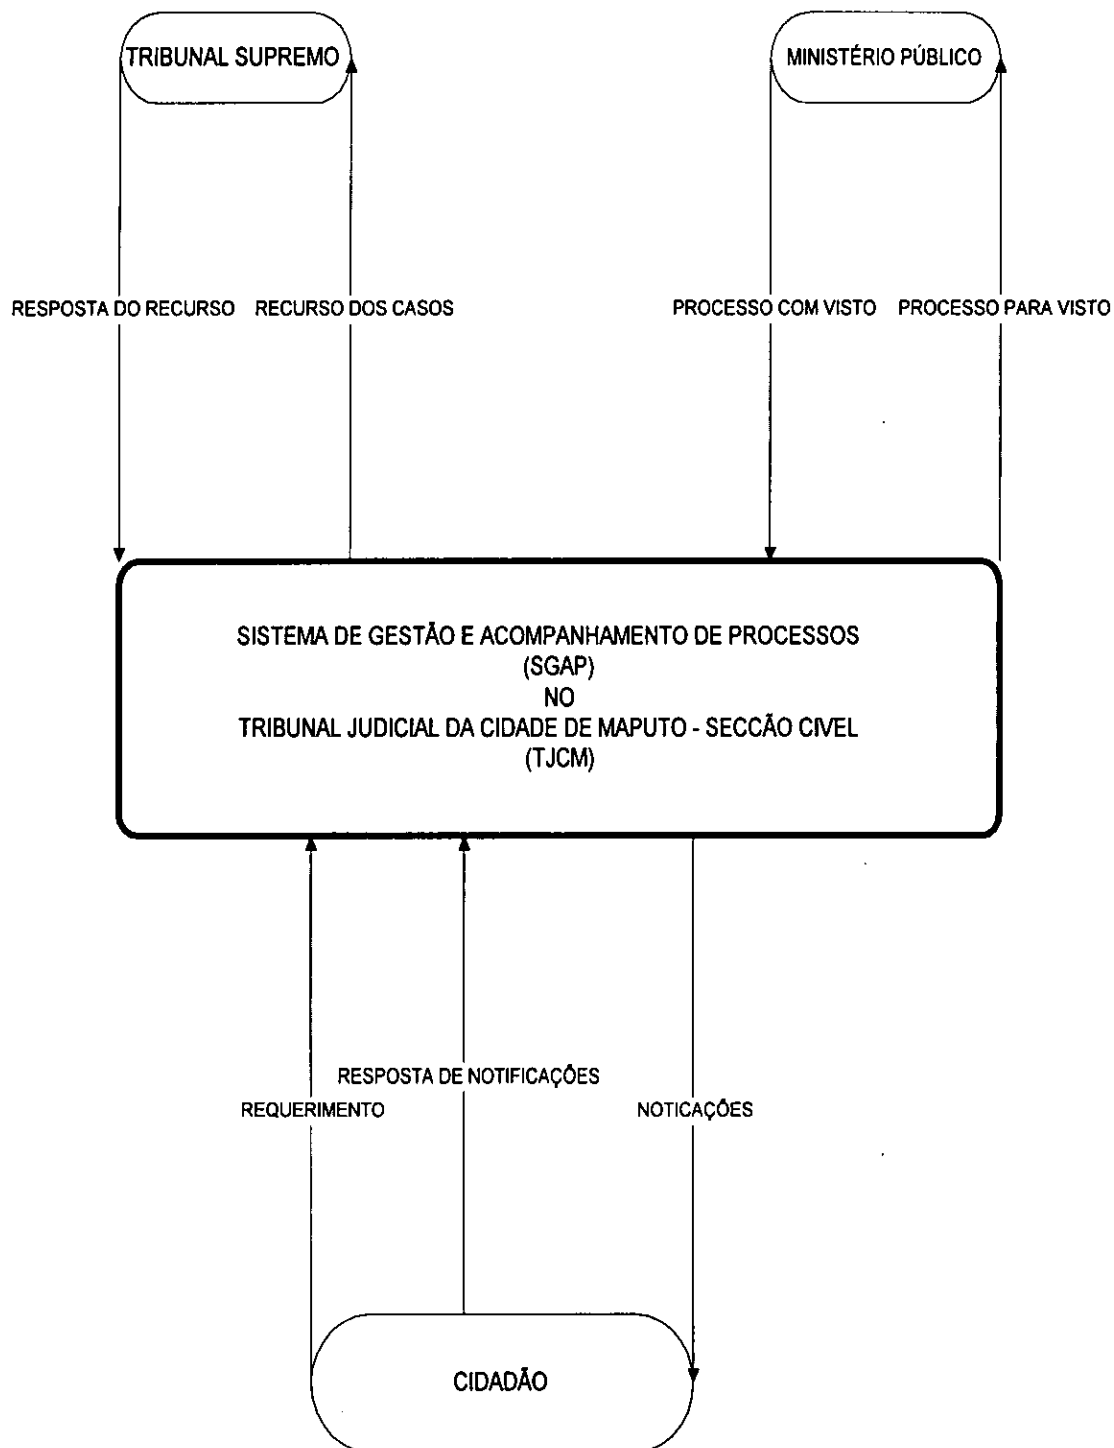 TRIBUNAL SUPREMO
MINISTÉRIO PÚBLICO
RESPOSTA DO RECURSO
RECURSO DOS CASOS
PROCESSO COM VISTO
PROCESSO PARA VISTO
SISTEMA DE GESTÃO E ACOMPANHAMENTO DE PROCESSOS
(SGAP)
NO
TRIBUNAL JUDICIAL DA CIDADE DE MAPUTO - SECCÃO CIVEL
(TJCM)
RESPOSTA DE NOTIFICAÇÕES
REQUERIMENTO
NOTICAÇÕES
CIDADÃO